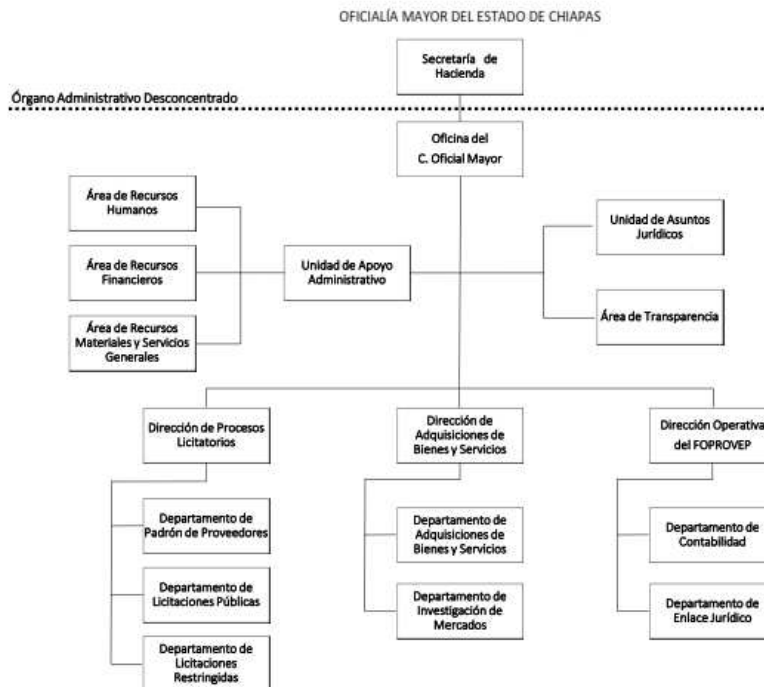 OFICIALÍA MAYOR DEL ESTADO DE CHIAPAS
Secretaría de
Hacienda
Órgano Administrativo Desconcentrado
Oficina del
C. Oficial Mayor
Área de Recursos
Humanos
Unidad de Asuntos
Jurídicos
Área de Recursos
Financieros
Unidad de Apoyo
Administrativo
Área de Recursos
Materiales y Servicios
Generales
Área de Transparencia
Dirección de Procesos
Licitatorios
Dirección de
Adquisiciones de
Bienes y Servicios
Dirección Operativa
del FOPROVEP
Departamento de
Padrón de Proveedores
Departamento de
Adquisiciones de
Bienes y Servicios
Departamento de
Contabilidad
Departamento de
Licitaciones Públicas
Departamento de
Investigación de
Mercados
Departamento de
Enlace Jurídico
Departamento de
Licitaciones
Restringidas